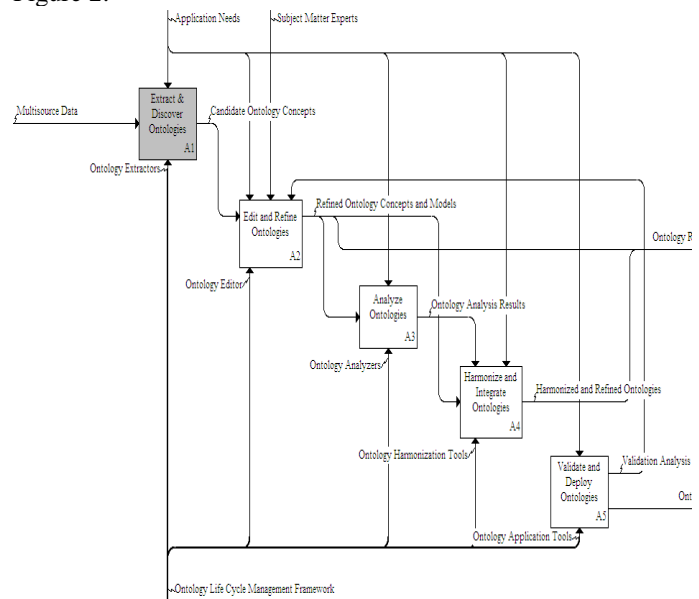 Figure 2.
Application Needs
Subject Matter Experts
Multisource Data
Extract &
Discover
Ontologies
A1
Candidate Ontology Concepts
Ontology Extractors
Edit and Refine
Ontologies
A2
Refined Ontology Concepts and Models
Ontology R
Ontology Editor
Analyze
Ontologies
A3
Ontology Analysis Results
Ontology Analyzers
Harmonize and
Integrate
Ontologies
A4
Harmonized and Refined Ontologies
Ontology Harmonization Tools
Validate and
Deploy
Ontologies
A5
Validation Analysis
Ont
Ontology Application Tools
Ontology Life Cycle Management Framework